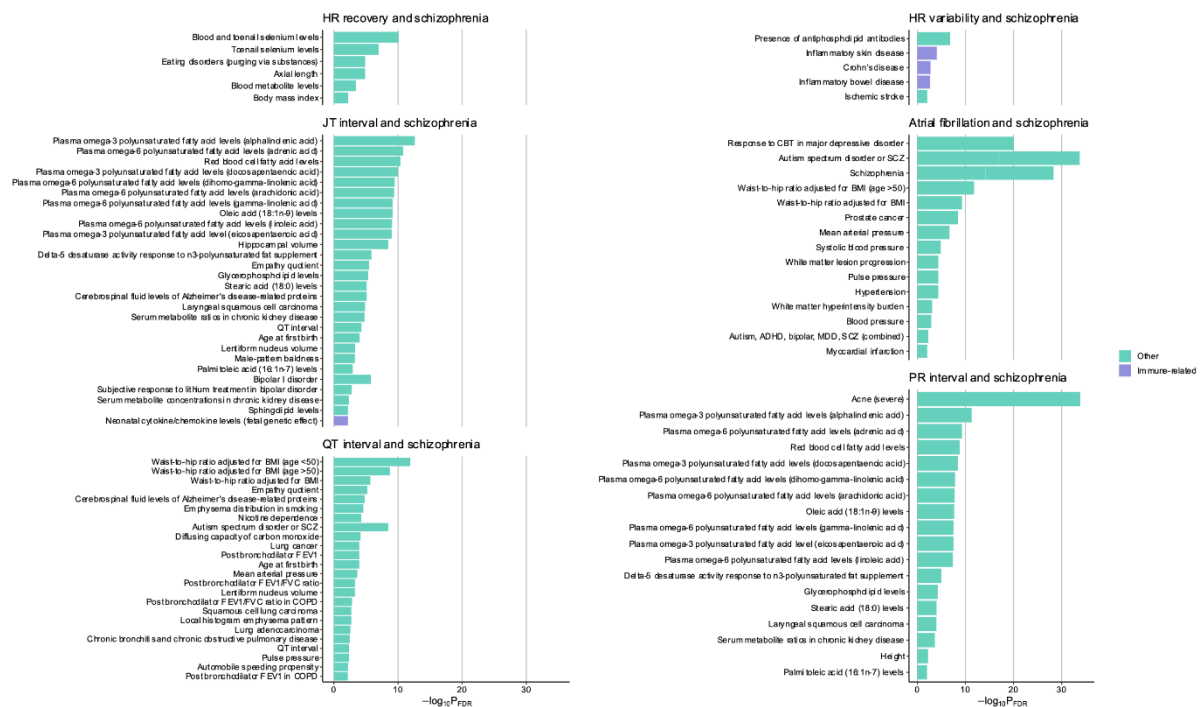 HR recovery and schizophrenia
Blood and toenail selenium levels
Toenail selenium levels
Eating disorders (purging via substances)
Axial length
Blood metabolite levels
Body mass index
JT interval and schizophrenia
Plasma omega-3 polyunsaturated fatty acid levels (alphalindlenic acid)
Plasma omega-6 polyunsaturated fatty acid levels (adrenic acid)
Red blood cell fatty acid levels
Plasma omega-3 polyunsaturated fatty acid levels (docosapentaenoic acid)
Plasma omega-6 polyunsaturated fatty acid levels (dihomo-gamma-linolenic acid)
Plasma omega-6 polyunsaturated fatty acid levels (arachidonic acid)
Plasma omega-6 polyunsaturated fatty acid levels (gamma-linolenic acid)
Oleic acid (18:1n-9) levels
Plasma omega-6 polyunsaturated fatty acid levels (linoleic acid)
Plasma omega-3 polyunsaturated fatty acid level (eicosapentaenoic acid)
Hippocampal volume
Delta-5 desaturase activity response to n3-polyunsaturated fat supplement
Empathy quotient
Glycerophospholipid levels
Stearic acid (18:0) levels
Cerebrospinal fluid levels of Alzheimer's disease-related proteins
Laryngeal squamous cell carcinoma
Serum metabolite ratios in chronic kidney disease
QT interval
Age at first birth
Lentiform nucleus volume
Male-pattern baldness
Palmitoleic acid (16:1n-7) levels
Bipolar I disorder
Subjective response to lithium treatment in bipolar disorder
Serum metabolite concentrations in chronic kidney disease
Sphingolipid levels
Neonatal cytokine/chemokine levels (fetal genetic effect)
QT interval and schizophrenia
Waist-to-hip ratio adjusted for BMI (age <50)
Waist-to-hip ratio adjusted for BMI (age >50)
Waist-to-hip ratio adjusted for BMI
Empathy quotient
Cerebrospinal fluid levels of Alzheimer's disease-related proteins
Emphysema distribution in smoking
Nicotine dependence
Autism spectrum disorder or SCZ
Diffusing capacity of carbon monoxide
Lung cancer
Post bronchodilator FEV1
Age at first birth
Mean arterial pressure
Post bronchodilator FEV1/FVC ratio
Lentiform nucleus volume
Post bronchodilator FEV1/FVC ratio in COPD
Squamous cell lung carcinoma
Local histogram emphysema pattern
Lung adenocarcinoma
Chronic bronchitis and chronic obstructive pulmonary disease
QT interval
Pulse pressure
Automobile speeding propensity
Post bronchodilator FEV1 in COPD
0 10 20 30
−log10PFDR
HR variability and schizophrenia
Presence of antiphospholipid antibodies
Inflammatory skin disease
Crohn's disease
Inflammatory bowel disease
Ischemic stroke
Atrial fibrillation and schizophrenia
Response to CBT in major depressive disorder
Autism spectrum disorder or SCZ
Schizophrenia
Waist-to-hip ratio adjusted for BMI (age >50)
Waist-to-hip ratio adjusted for BMI
Prostate cancer
Mean arterial pressure
Systolic blood pressure
White matter lesion progression
Pulse pressure
Hypertension
White matter hyperintensity burden
Blood pressure
Autism, ADHD, bipolar, MDD, SCZ (combined)
Myocardial infarction
PR interval and schizophrenia
Acne (severe)
Plasma omega-3 polyunsaturated fatty acid levels (alphalindlenic acid)
Plasma omega-6 polyunsaturated fatty acid levels (adrenic acid)
Red blood cell fatty acid levels
Plasma omega-3 polyunsaturated fatty acid levels (docosapentaenoic acid)
Plasma omega-6 polyunsaturated fatty acid levels (dihomo-gamma-linolenic acid)
Plasma omega-6 polyunsaturated fatty acid levels (arachidonic acid)
Oleic acid (18:1n-9) levels
Plasma omega-6 polyunsaturated fatty acid levels (gamma-linolenic acid)
Plasma omega-3 polyunsaturated fatty acid level (eicosapentaenoic acid)
Plasma omega-6 polyunsaturated fatty acid levels (linoleic acid)
Delta-5 desaturase activity response to n3-polyunsaturated fat supplement
Glycerophospholipid levels
Stearic acid (18:0) levels
Laryngeal squamous cell carcinoma
Serum metabolite ratios in chronic kidney disease
Height
Palmitoleic acid (16:1n-7) levels
0 10 20 30
−log10PFDR
Other
Immune-related